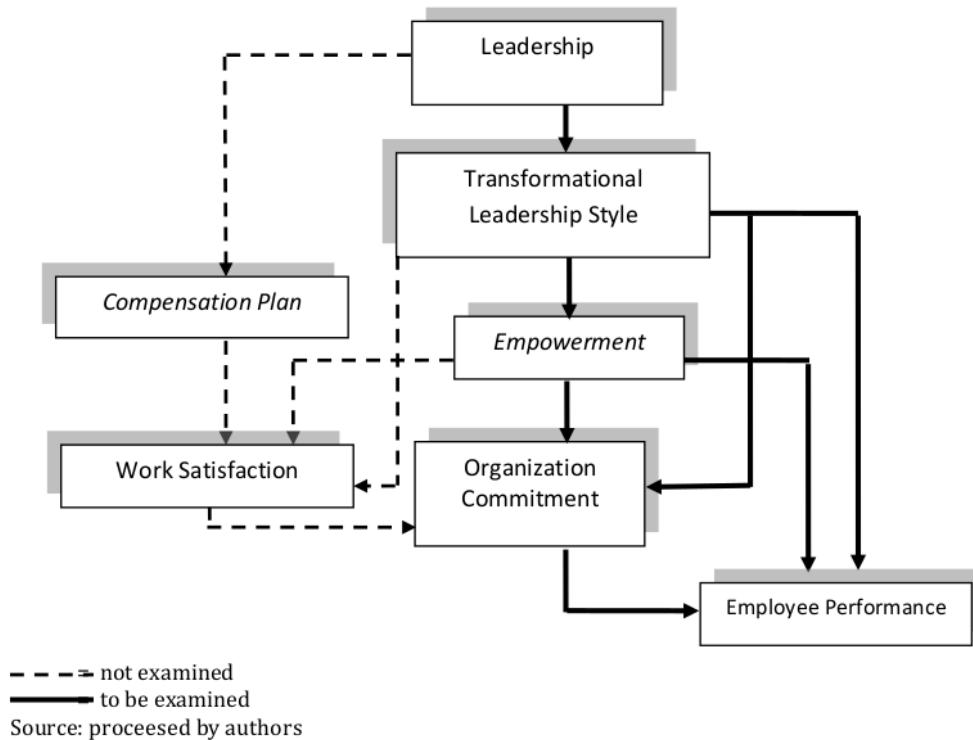 Leadership
Transformational
Leadership Style
Compensation Plan
Empowerment
Work Satisfaction
Organization
Commitment
Employee Performance
not examined
to be examined
Source: proceesed by authors